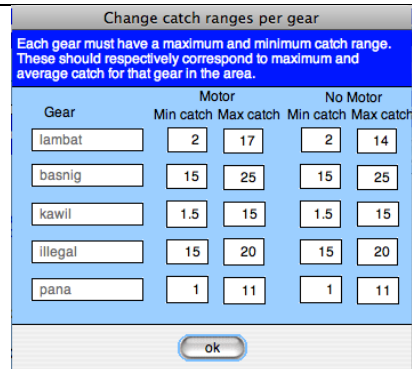 Change catch ranges per gear
Each gear must have a maximum and minimum catch range.
These should respectively correspond to maximum and
average catch for that gear in the area.
Motor No Motor
Gear Min catch Max catch Min catch Max catch
lambat 2 17 2 14
basnig 15 25 15 25
kawil 1.5 15 1.5 15
illegal 15 20 15 20
pana 1 11 1 11
ok